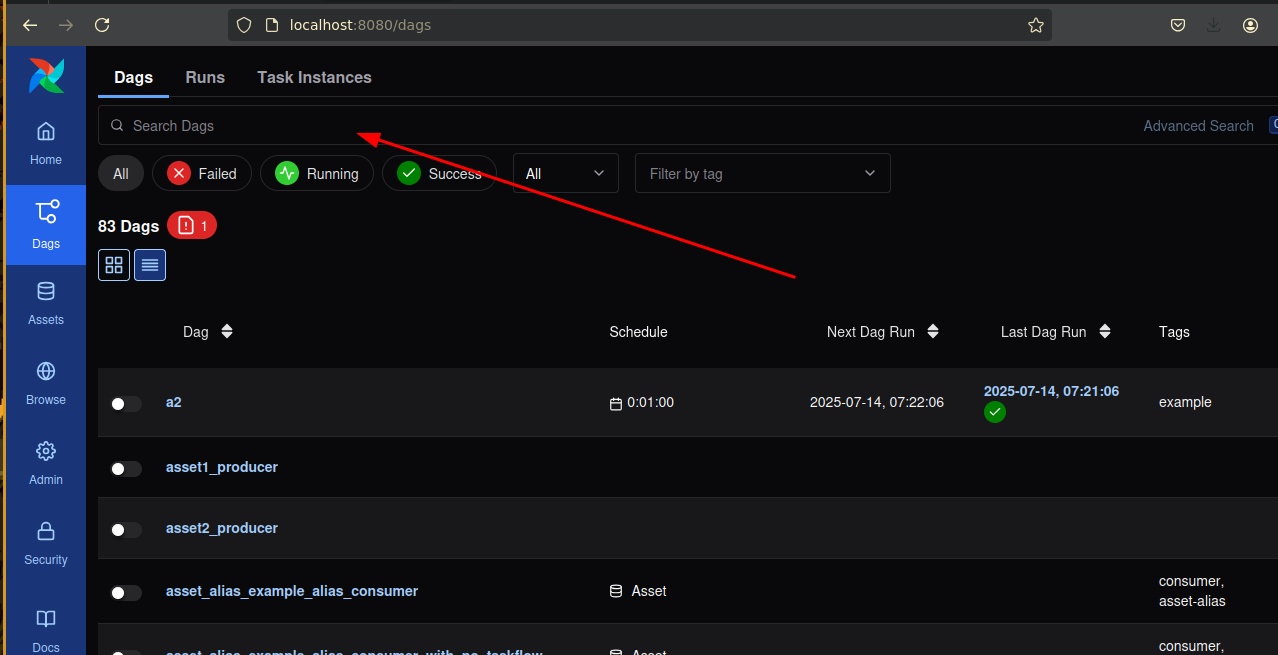 localhost:8080/dags
Dags Runs Task Instances
Search Dags Advanced Search
All Failed Running Success All Filter by tag
83 Dags 1
Home
Dags
Assets
Browse
Admin
Security
Docs
Dag Schedule Next Dag Run Last Dag Run Tags
a2 0:01:00 2025-07-14, 07:22:06 2025-07-14, 07:21:06 example
asset1_producer
asset2_producer
asset_alias_example_alias_consumer Asset consumer,
asset-alias
asset_alias_example_alias_consumer_with_no_taskflow Asset consumer,